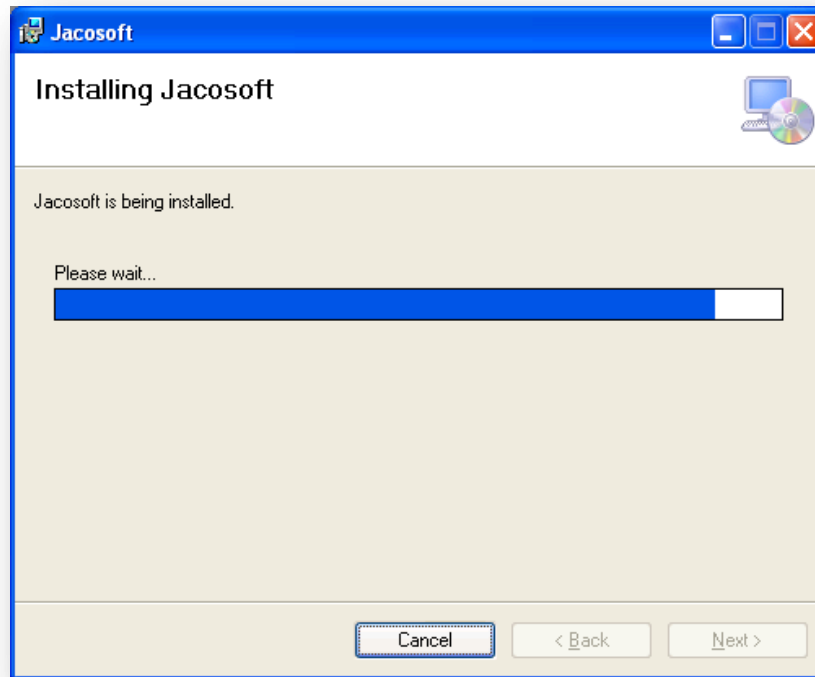 Jacosoft
Installing Jacosoft
Jacosoft is being installed.
Please wait...
Cancel
< Back
Next >